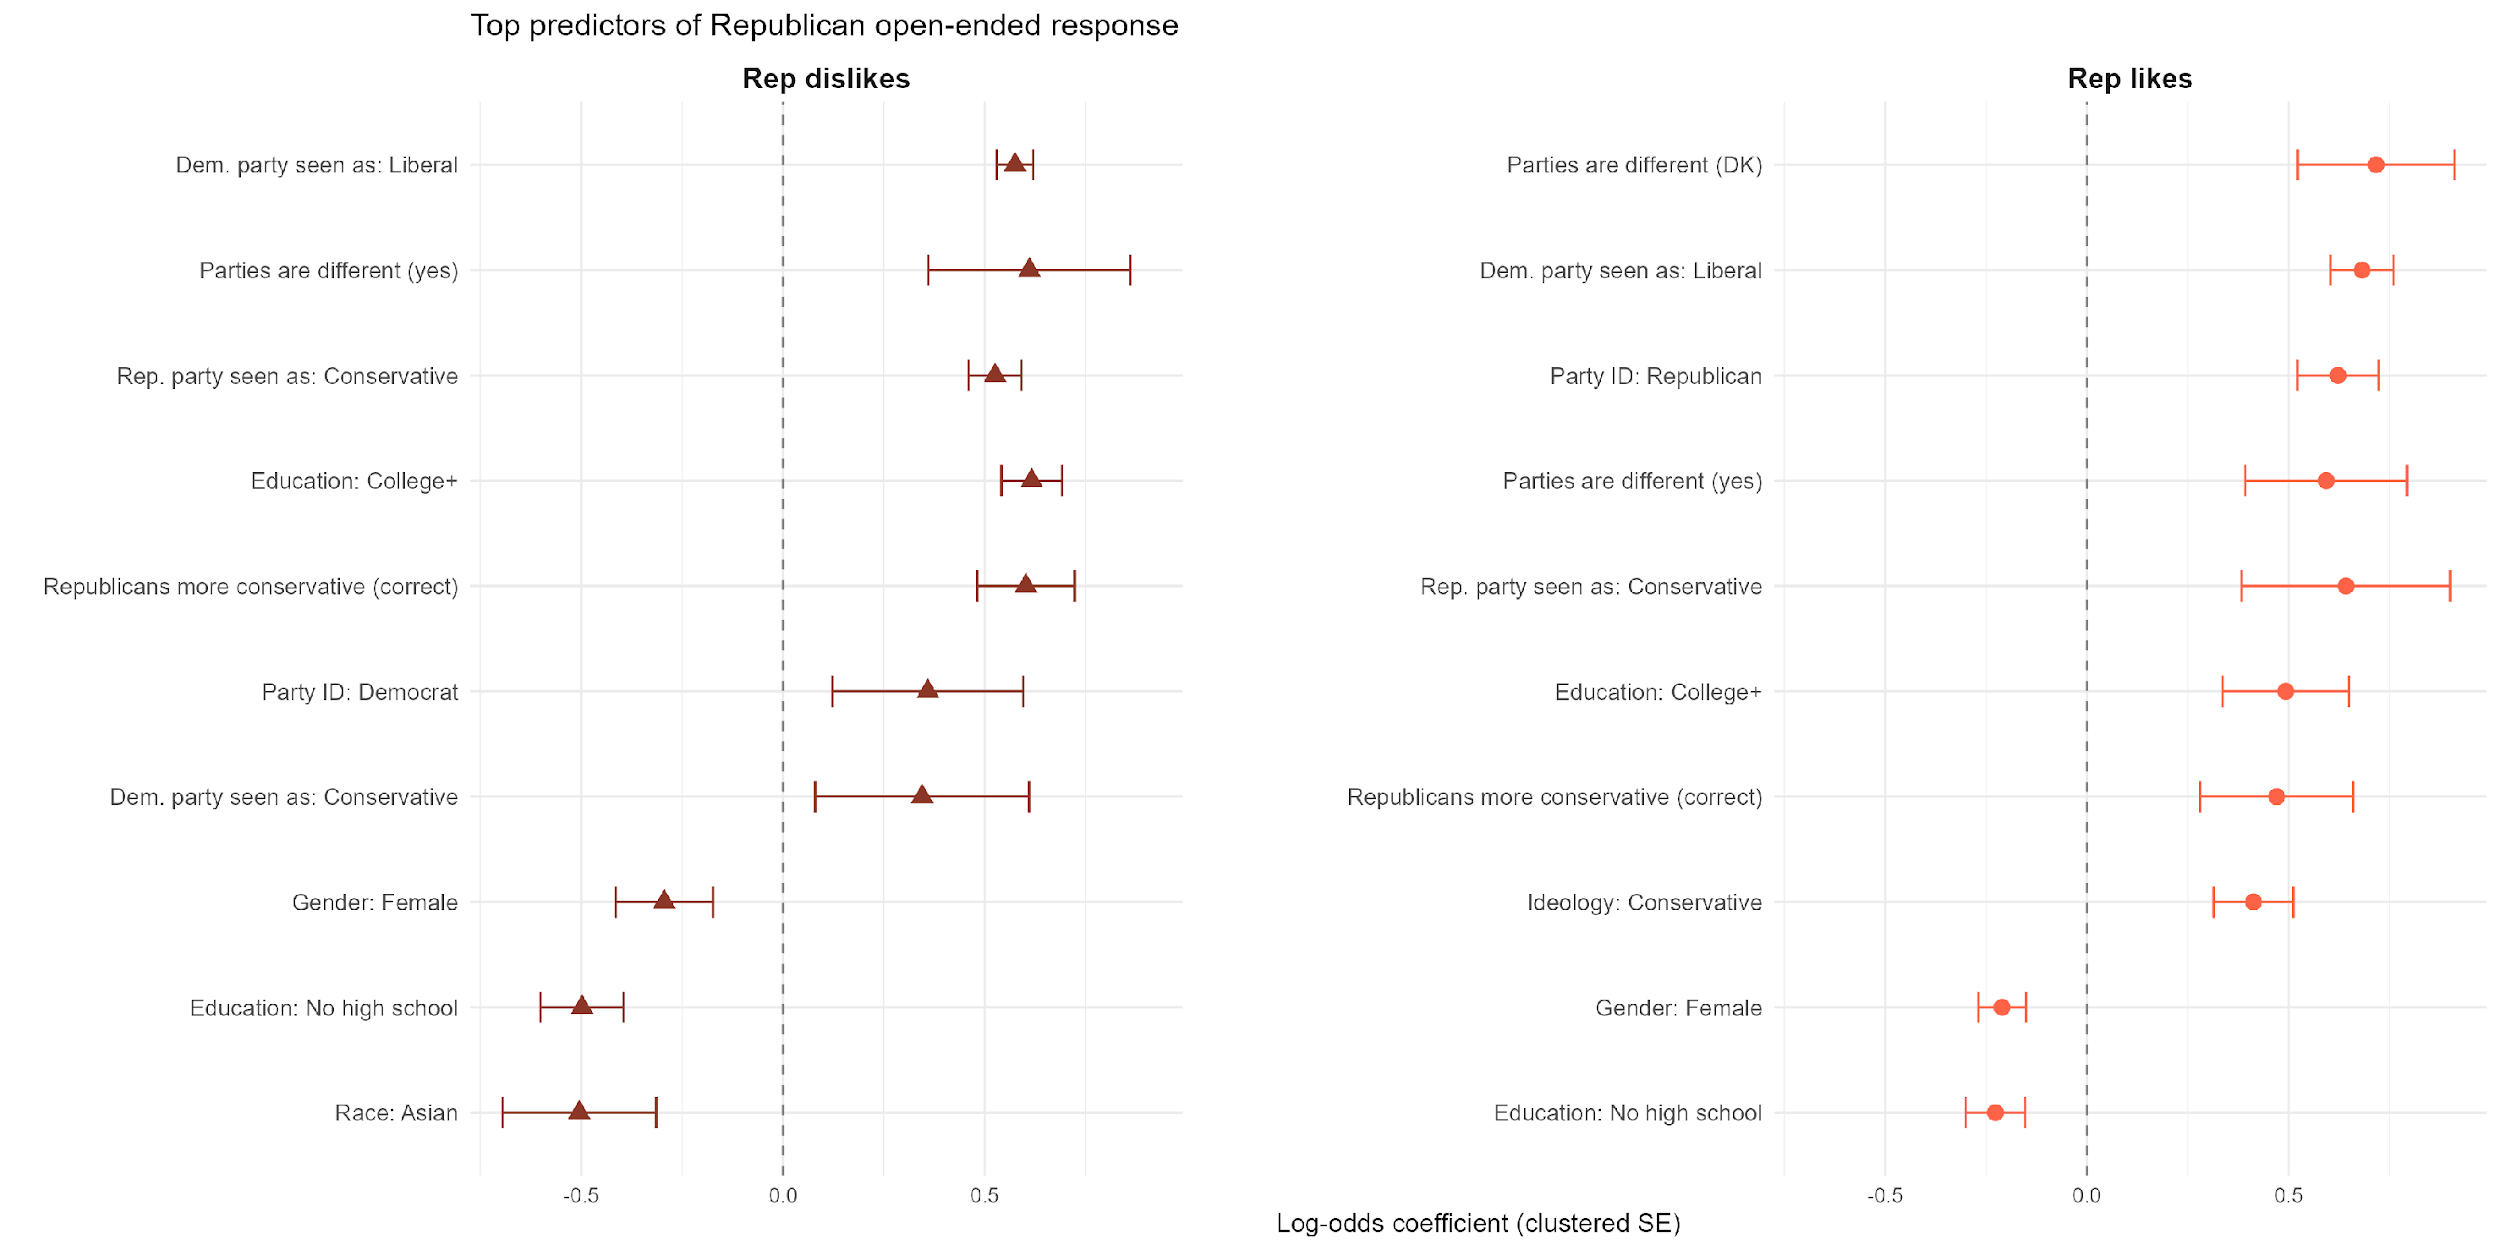 Top predictors of Republican open-ended response
Rep dislikes
Dem. party seen as: Liberal
Parties are different (yes)
Rep. party seen as: Conservative
Education: College+
Republicans more conservative (correct)
Party ID: Democrat
Dem. party seen as: Conservative
Gender: Female
Education: No high school
Race: Asian
-0.5
0.0
0.5
Rep likes
Parties are different (DK)
Dem. party seen as: Liberal
Party ID: Republican
Parties are different (yes)
Rep. party seen as: Conservative
Education: College+
Republicans more conservative (correct)
Ideology: Conservative
Gender: Female
Education: No high school
-0.5
0.0
0.5
Log-odds coefficient (clustered SE)